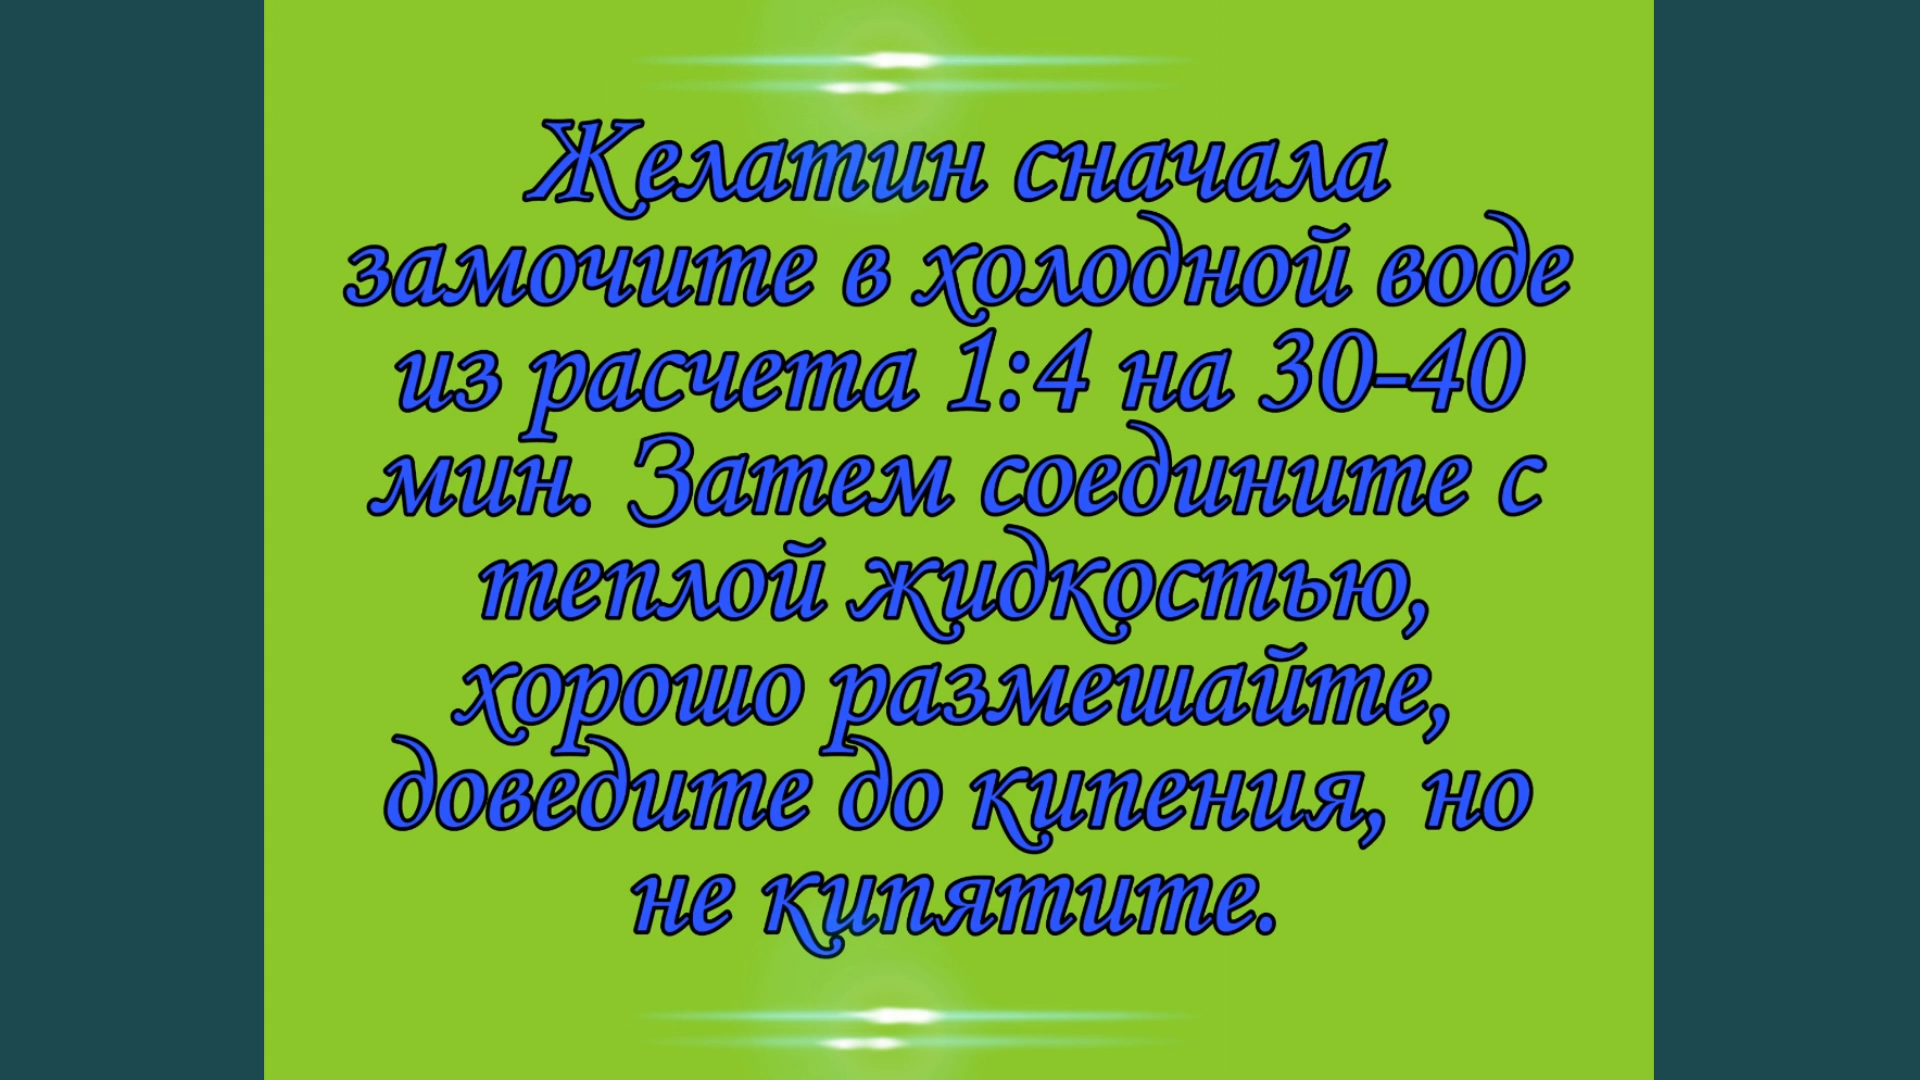 Желатин сначала
замочите в холодной воде
из расчета 1:4 на 30-40
мин. Затем соедините с
теплой жидкостью,
хорошо размешайте,
доведите до кипения, но
не кипятите.